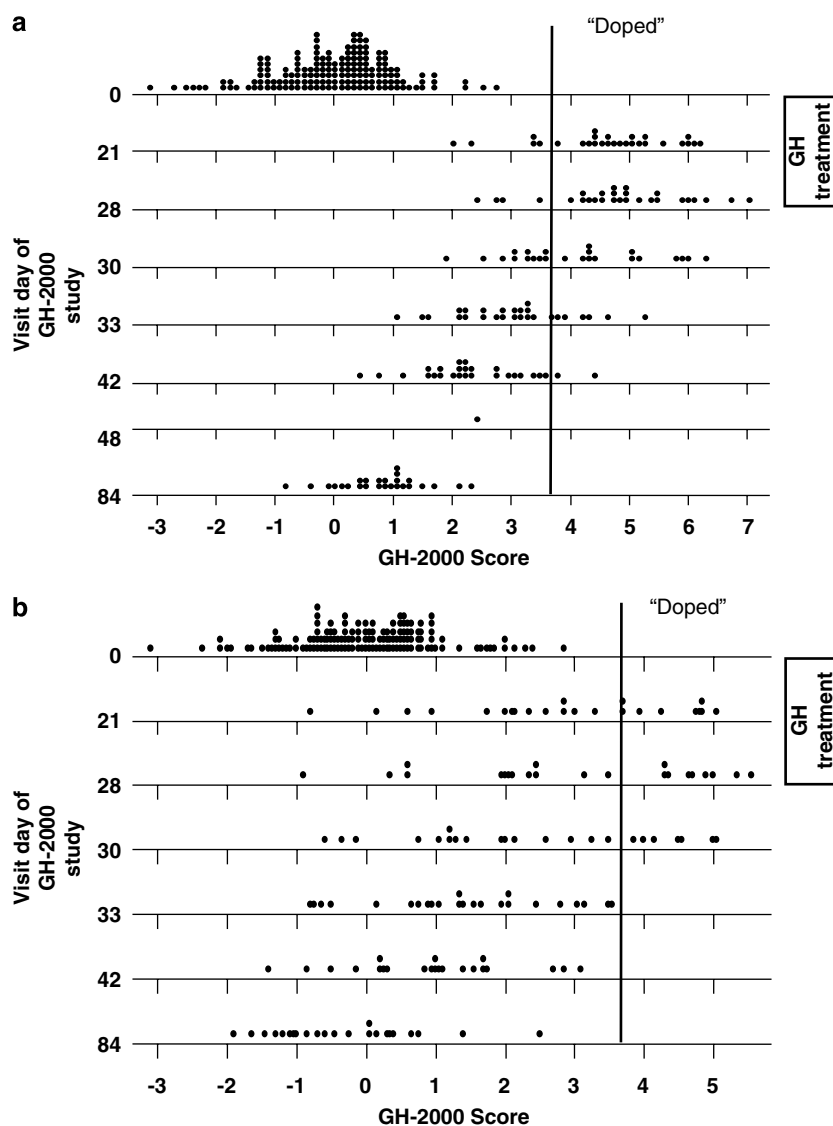 a
"Doped"
0
21
28
30
33
42
48
84
GH
treatment
Visit day of
GH-2000
study
-3 -2 -1 0 1 2 3 4 5 6 7
GH-2000 Score
b
"Doped"
0
21
28
30
33
42
84
GH
treatment
Visit day of
GH-2000
study
-3 -2 -1 0 1 2 3 4 5
GH-2000 Score